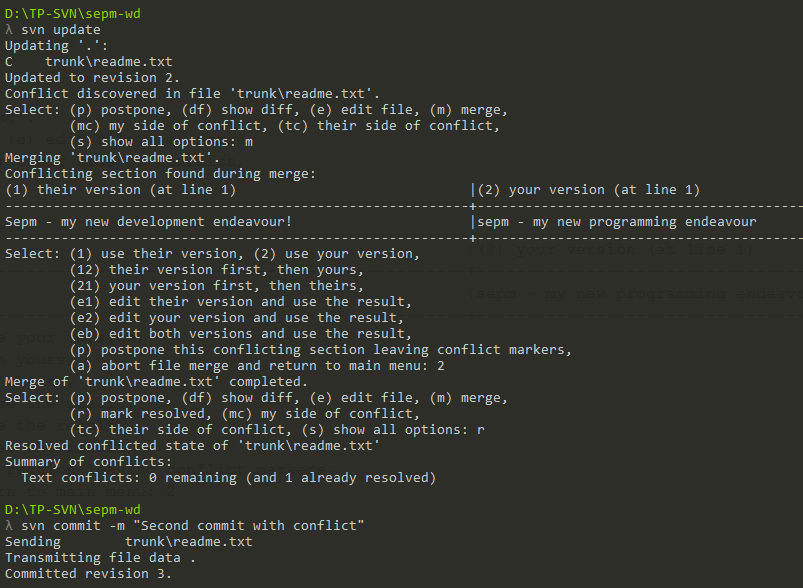 D:\TP-SVN\sepm-wd
λ svn update
Updating '.':
C    trunk\readme.txt
Updated to revision 2.
Conflict discovered in file 'trunk\readme.txt'.
Select: (p) postpone, (df) show diff, (e) edit file, (m) merge,
        (mc) my side of conflict, (tc) their side of conflict,
        (s) show all options: m
Merging 'trunk\readme.txt'.
Conflicting section found during merge:
(1) their version (at line 1)                             |(2) your version (at line 1)
----------------------------------------------------------+-----------------------------------------
Sepm - my new development endeavour!                      |sepm - my new programming endeavour
----------------------------------------------------------+-----------------------------------------
Select: (1) use their version, (2) use your version,
        (12) their version first, then yours,
        (21) your version first, then theirs,
        (e1) edit their version and use the result,
        (e2) edit your version and use the result,
        (eb) edit both versions and use the result,
        (p) postpone this conflicting section leaving conflict markers,
        (a) abort file merge and return to main menu: 2
Merge of 'trunk\readme.txt' completed.
Select: (p) postpone, (df) show diff, (e) edit file, (m) merge,
        (r) mark resolved, (mc) my side of conflict,
        (tc) their side of conflict, (s) show all options: r
Resolved conflicted state of 'trunk\readme.txt'
Summary of conflicts:
  Text conflicts: 0 remaining (and 1 already resolved)
D:\TP-SVN\sepm-wd
λ svn commit -m "Second commit with conflict"
Sending        trunk\readme.txt
Transmitting file data .
Committed revision 3.